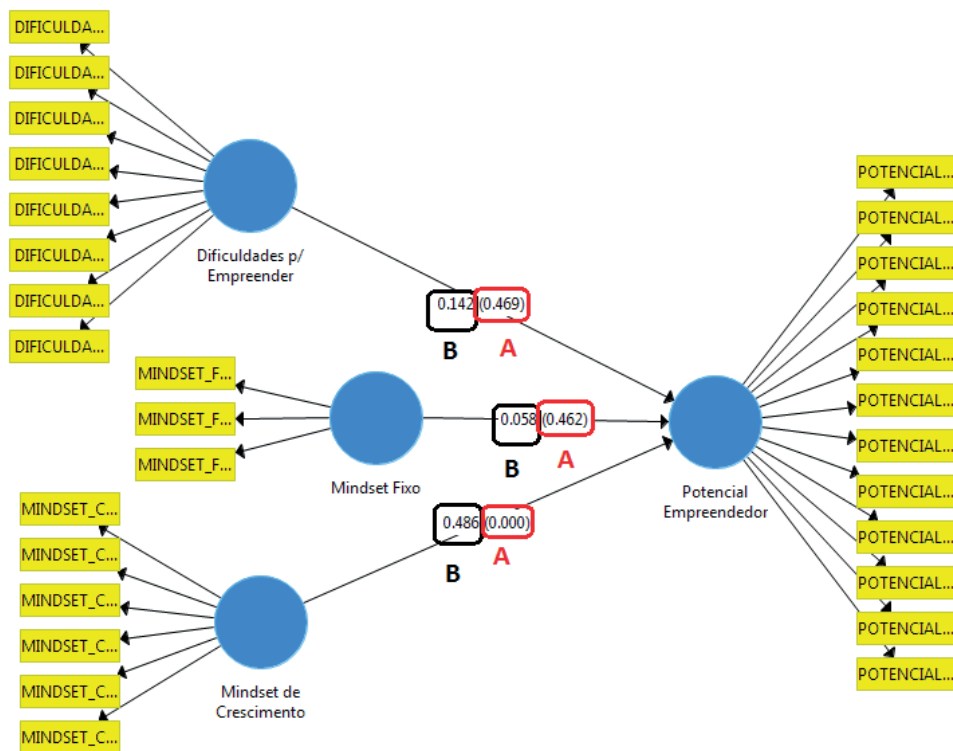 DIFICULDA...
DIFICULDA...
DIFICULDA...
DIFICULDA...
DIFICULDA...
DIFICULDA...
DIFICULDA...
DIFICULDA...
Dificuldades p/
Empreender
0.142 (0.469)
B A
MINDSET_F...
MINDSET_F...
MINDSET_F...
Mindset Fixo
0.058 (0.462)
B A
MINDSET_C...
MINDSET_C...
MINDSET_C...
MINDSET_C...
MINDSET_C...
MINDSET_C...
Mindset de
Crescimento
0.486 (0.000)
B A
Potencial
Empreendedor
POTENCIAL...
POTENCIAL...
POTENCIAL...
POTENCIAL...
POTENCIAL...
POTENCIAL...
POTENCIAL...
POTENCIAL...
POTENCIAL...
POTENCIAL...
POTENCIAL...
POTENCIAL...